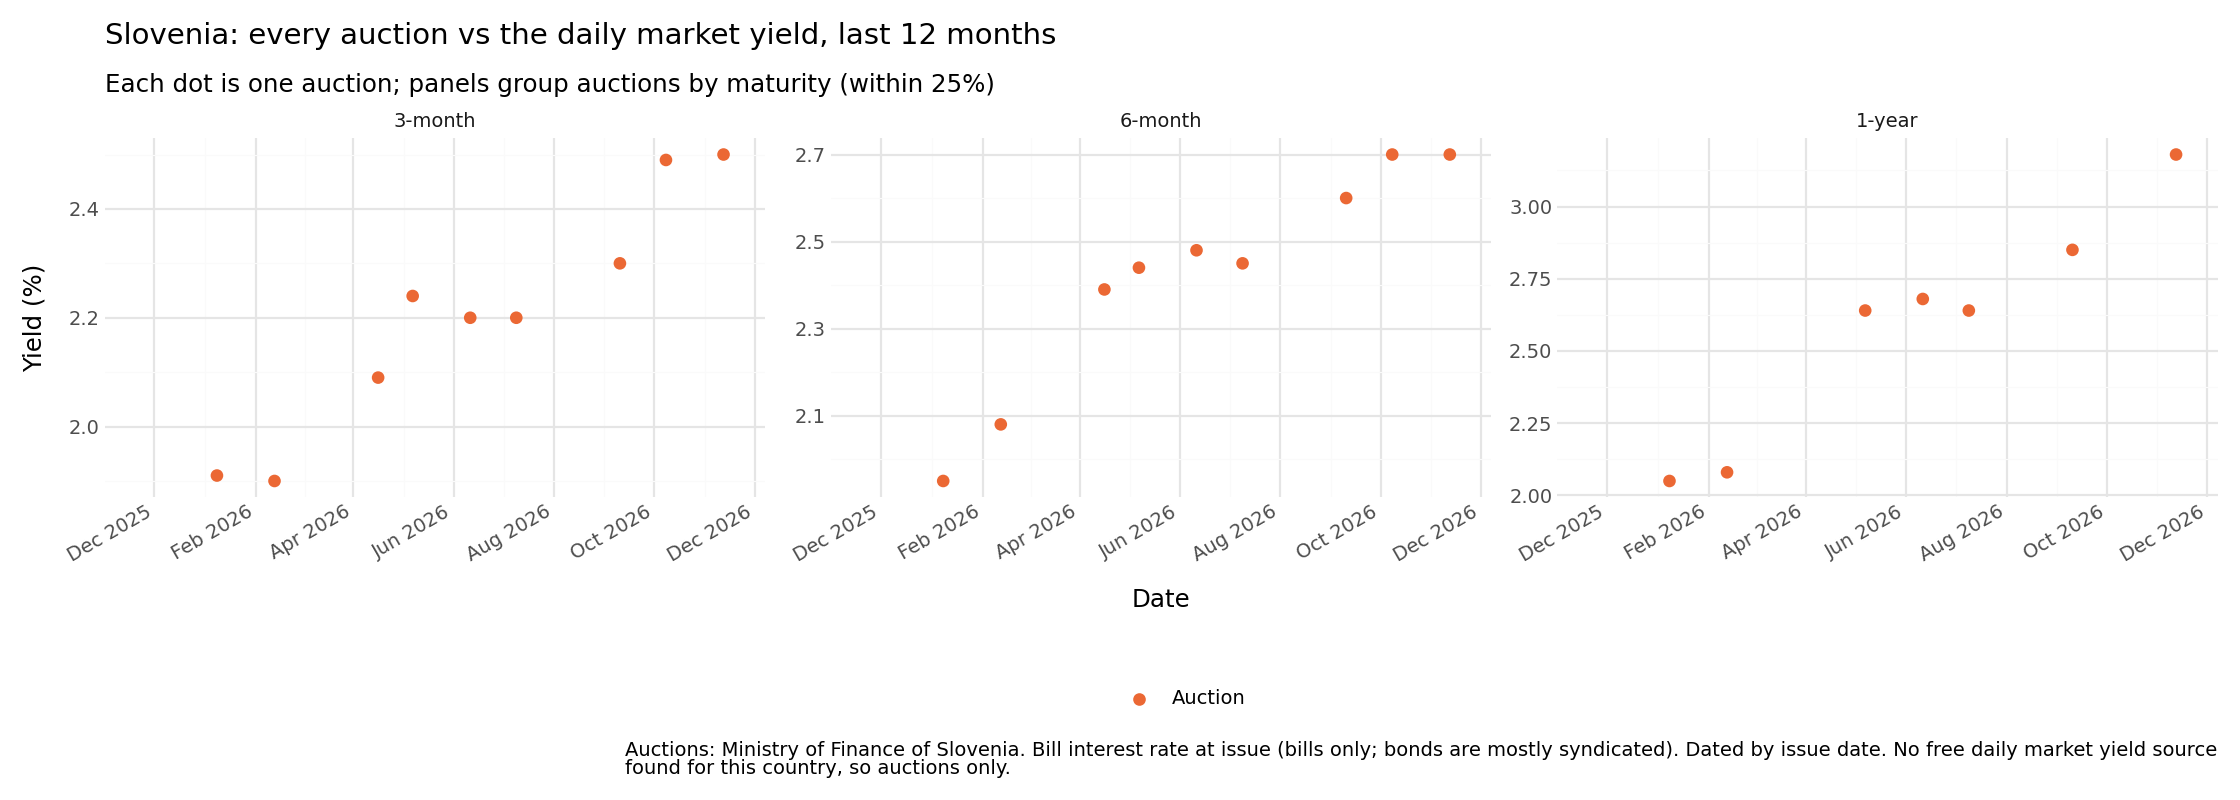 Slovenia: every auction vs the daily market yield, last 12 months
Each dot is one auction; panels group auctions by maturity (within 25%)
3-month
6-month
1-year
Yield (%)
2.4
2.2
2.0
2.7
2.5
2.3
2.1
3.00
2.75
2.50
2.25
2.00
Dec 2025
Feb 2026
Apr 2026
Jun 2026
Aug 2026
Oct 2026
Dec 2026
Dec 2025
Feb 2026
Apr 2026
Jun 2026
Aug 2026
Oct 2026
Dec 2026
Dec 2025
Feb 2026
Apr 2026
Jun 2026
Aug 2026
Oct 2026
Dec 2026
Date
Auction
Auctions: Ministry of Finance of Slovenia. Bill interest rate at issue (bills only; bonds are mostly syndicated). Dated by issue date. No free daily market yield source
found for this country, so auctions only.